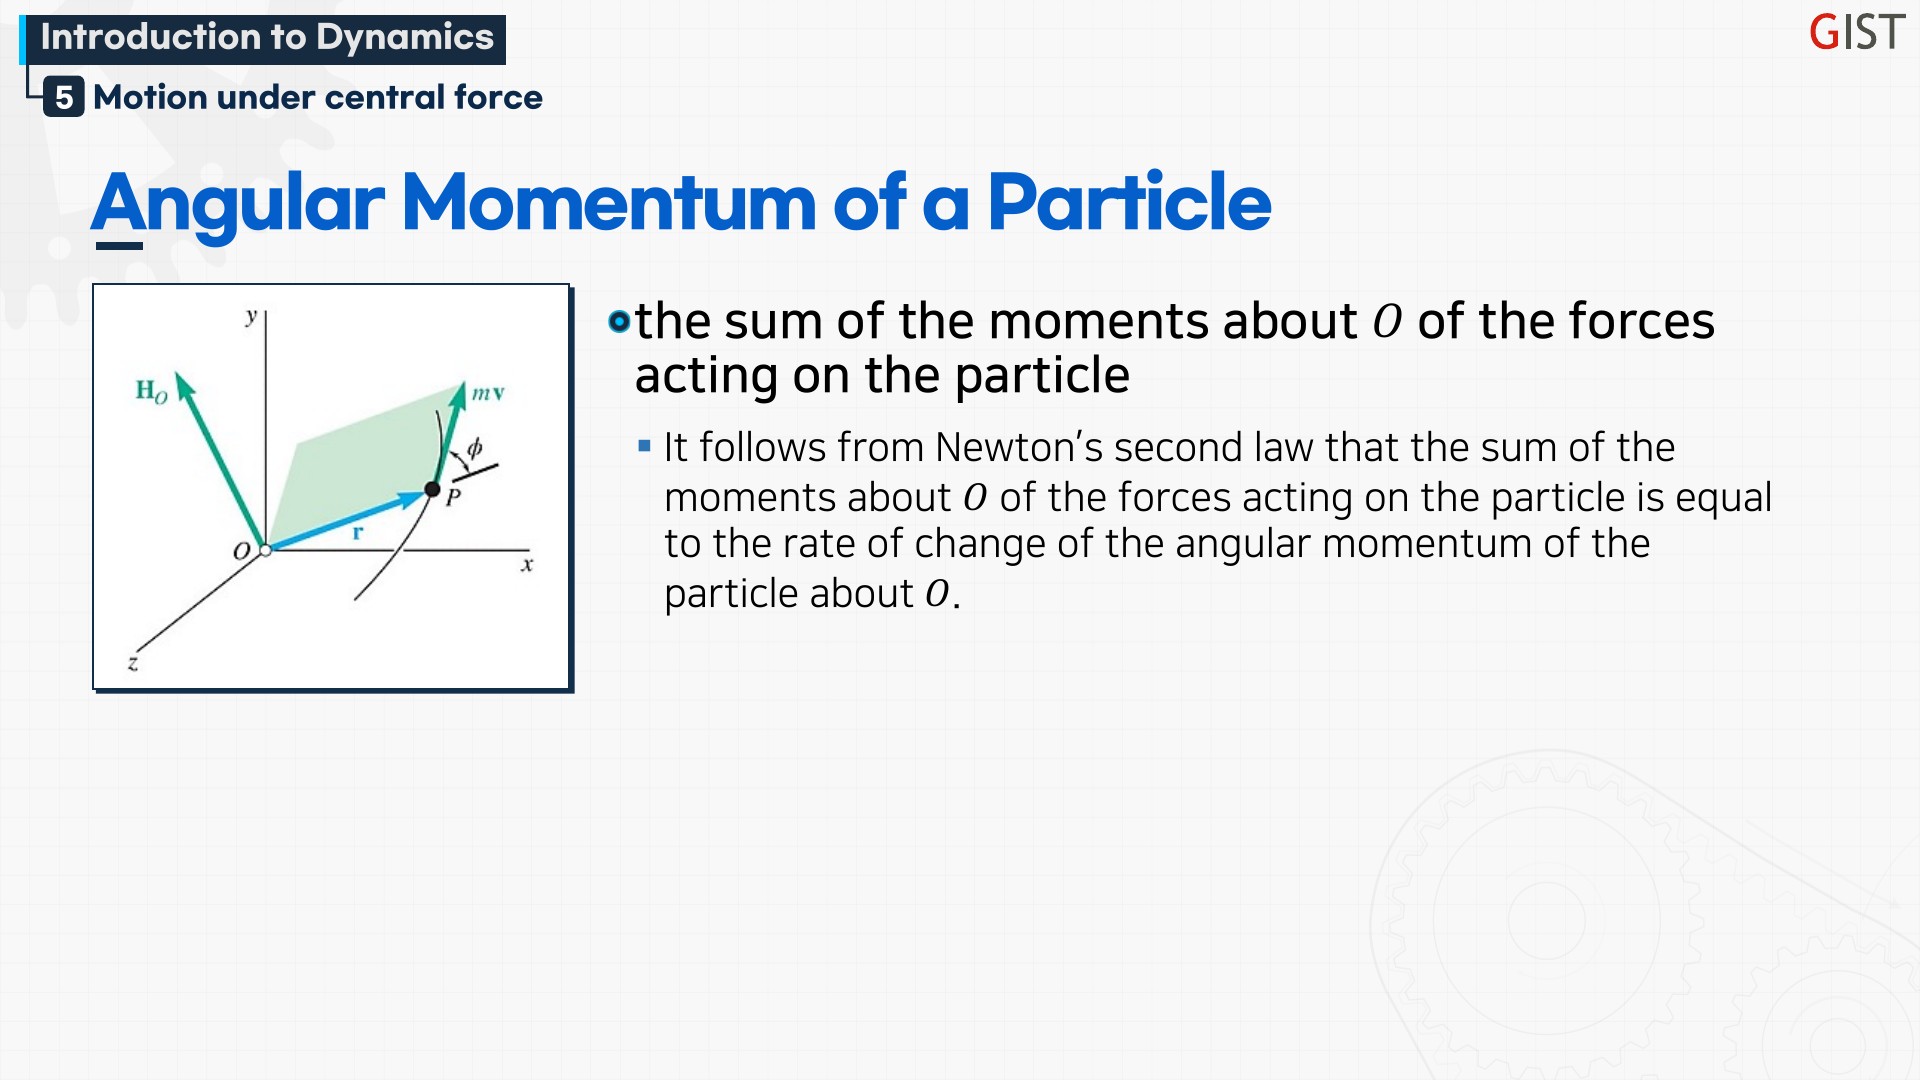 Introduction to Dynamics
GIST
5 Motion under central force
Angular Momentum of a Particle
y
H_O
mv
ϕ
P
r
O
x
z
the sum of the moments about O of the forces
acting on the particle
It follows from Newton’s second law that the sum of the
moments about O of the forces acting on the particle is equal
to the rate of change of the angular momentum of the
particle about O.